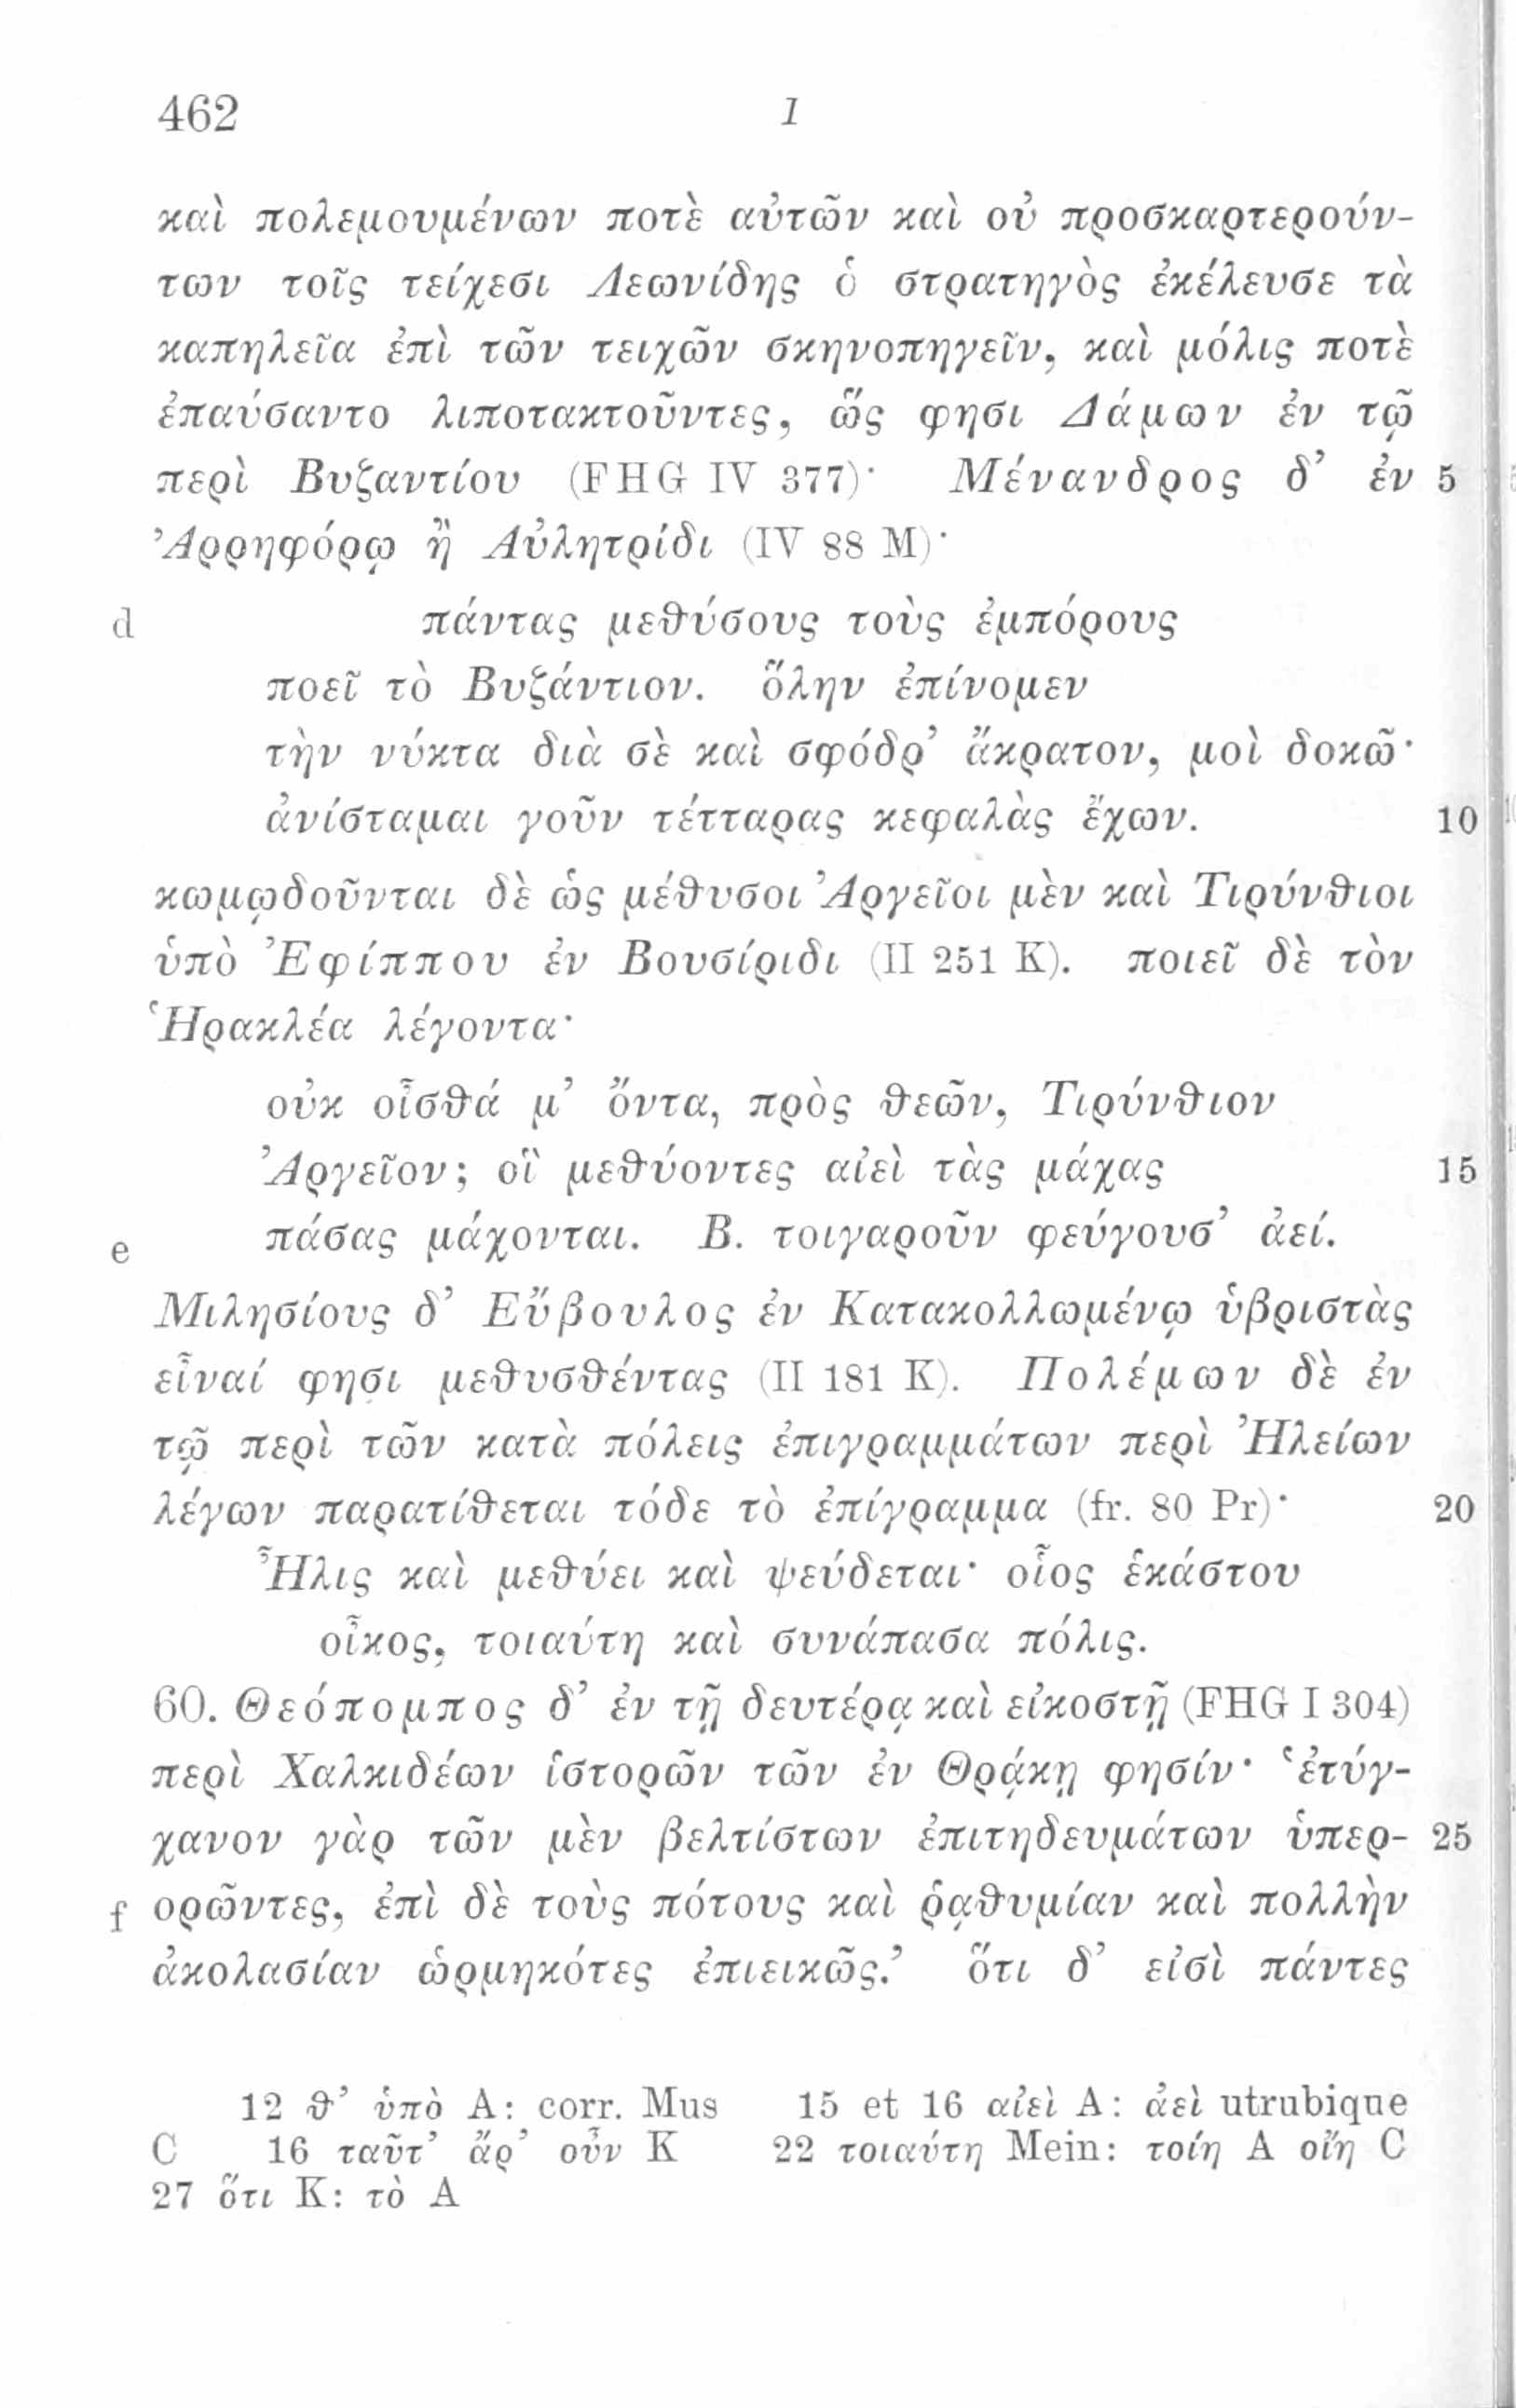 462 I
καὶ πολεμουμένων ποτὲ αὐτῶν καὶ οὐ προσκαρτερούν-
των τοῖς τείχεσι Λεωνίδης ὁ στρατηγὸς ἐκέλευσε τὰ
καπηλεῖα ἐπὶ τῶν τειχῶν σκηνοπηγεῖν, καὶ μόλις ποτὲ
ἐπαύσαντο λιποτακτοῦντες, ὥς φησι Δάμων ἐν τῷ
περὶ Βυζαντίου (FHG IV 377)· Μένανδρος δ’ ἐν 5
Ἀρρηφόρῳ ἢ Αὐλητρίδι (IV 88 M)·
d πάντας μεθύσους τοὺς ἐμπόρους
ποεῖ τὸ Βυζάντιον. ὅλην ἐπίνομεν
τὴν νύκτα διὰ σὲ καὶ σφόδρ’ ἄκρατον, μοὶ δοκῶ·
ἀνίσταμαι γοῦν τέτταρας κεφαλὰς ἔχων. 10
κωμῳδοῦνται δὲ ὡς μέθυσοι Ἀργεῖοι μὲν καὶ Τιρύνθιοι
ὑπὸ Ἐφίππου ἐν Βουσίριδι (II 251 K). ποιεῖ δὲ τὸν
Ἡρακλέα λέγοντα·
οὐκ οἶσθά μ’ ὄντα, πρὸς θεῶν, Τιρύνθιον
Ἀργεῖον; οἳ μεθύοντες αἰεὶ τὰς μάχας 15
e πάσας μάχονται. B. τοιγαροῦν φεύγουσ’ ἀεί.
Μιλησίους δ’ Εὔβουλος ἐν Κατακολλωμένῳ ὑβριστὰς
εἶναί φησι μεθυσθέντας (II 181 K). Πολέμων δὲ ἐν
τῷ περὶ τῶν κατὰ πόλεις ἐπιγραμμάτων περὶ Ἠλείων
λέγων παρατίθεται τόδε τὸ ἐπίγραμμα (fr. 80 Pr)· 20
Ἦλις καὶ μεθύει καὶ ψεύδεται· οἷος ἑκάστου
οἶκος, τοιαύτη καὶ συνάπασα πόλις.
60. Θεόπομπος δ’ ἐν τῇ δευτέρᾳ καὶ εἰκοστῇ (FHG I 304)
περὶ Χαλκιδέων ἱστορῶν τῶν ἐν Θρᾴκῃ φησίν· ‘ἐτύγ-
χανον γὰρ τῶν μὲν βελτίστων ἐπιτηδευμάτων ὑπερ- 25
f ορῶντες, ἐπὶ δὲ τοὺς πότους καὶ ῥᾳθυμίαν καὶ πολλὴν
ἀκολασίαν ὡρμηκότες ἐπιεικῶς.’ ὅτι δ’ εἰσὶ πάντες
12 θ’ ὑπὸ A: corr. Mus 15 et 16 αἰεὶ A: ἀεὶ utrubique
C 16 ταῦτ’ ἄρ’ οὖν K 22 τοιαύτη Mein: τοίη A οἵη C
27 ὅτι K: τὸ A